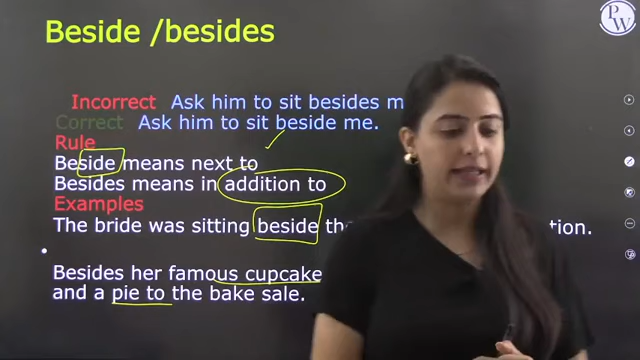 Beside /besides
PW
Incorrect Ask him to sit besides m
Correct Ask him to sit beside me.
Rule
Beside means next to
Besides means in addition to
Examples
The bride was sitting beside the tion.
Besides her famous cupcake
and a pie to the bake sale.